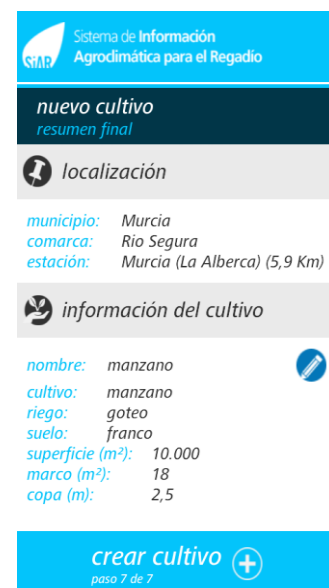 SiAR
Sistema de Información
Agroclimática para el Regadío
nuevo cultivo
resumen final
localización
municipio: Murcia
comarca: Rio Segura
estación: Murcia (La Alberca) (5,9 Km)
información del cultivo
nombre: manzano
cultivo: manzano
riego: goteo
suelo: franco
superficie (m²): 10.000
marco (m²): 18
copa (m): 2,5
crear cultivo
paso 7 de 7